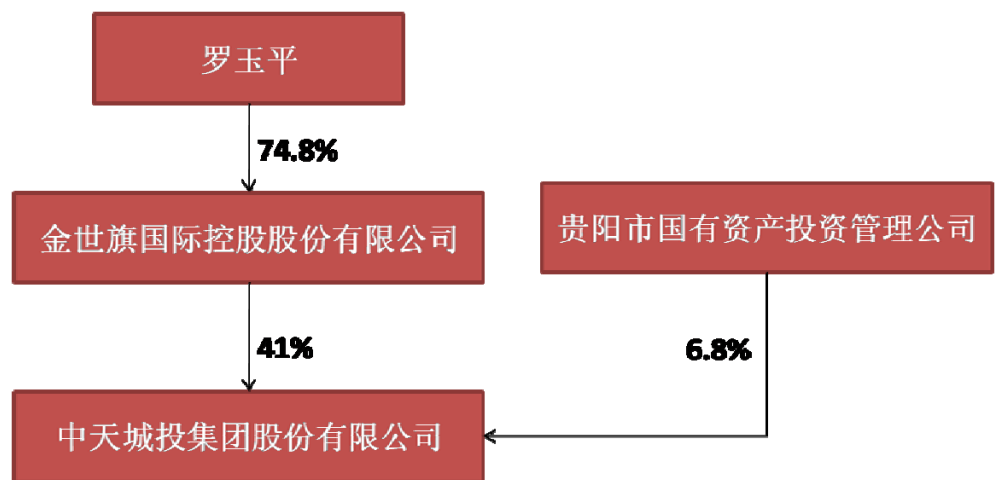 罗玉平
74.8%
金世旗国际控股股份有限公司
贵阳市国有资产投资管理公司
41%
6.8%
中天城投集团股份有限公司